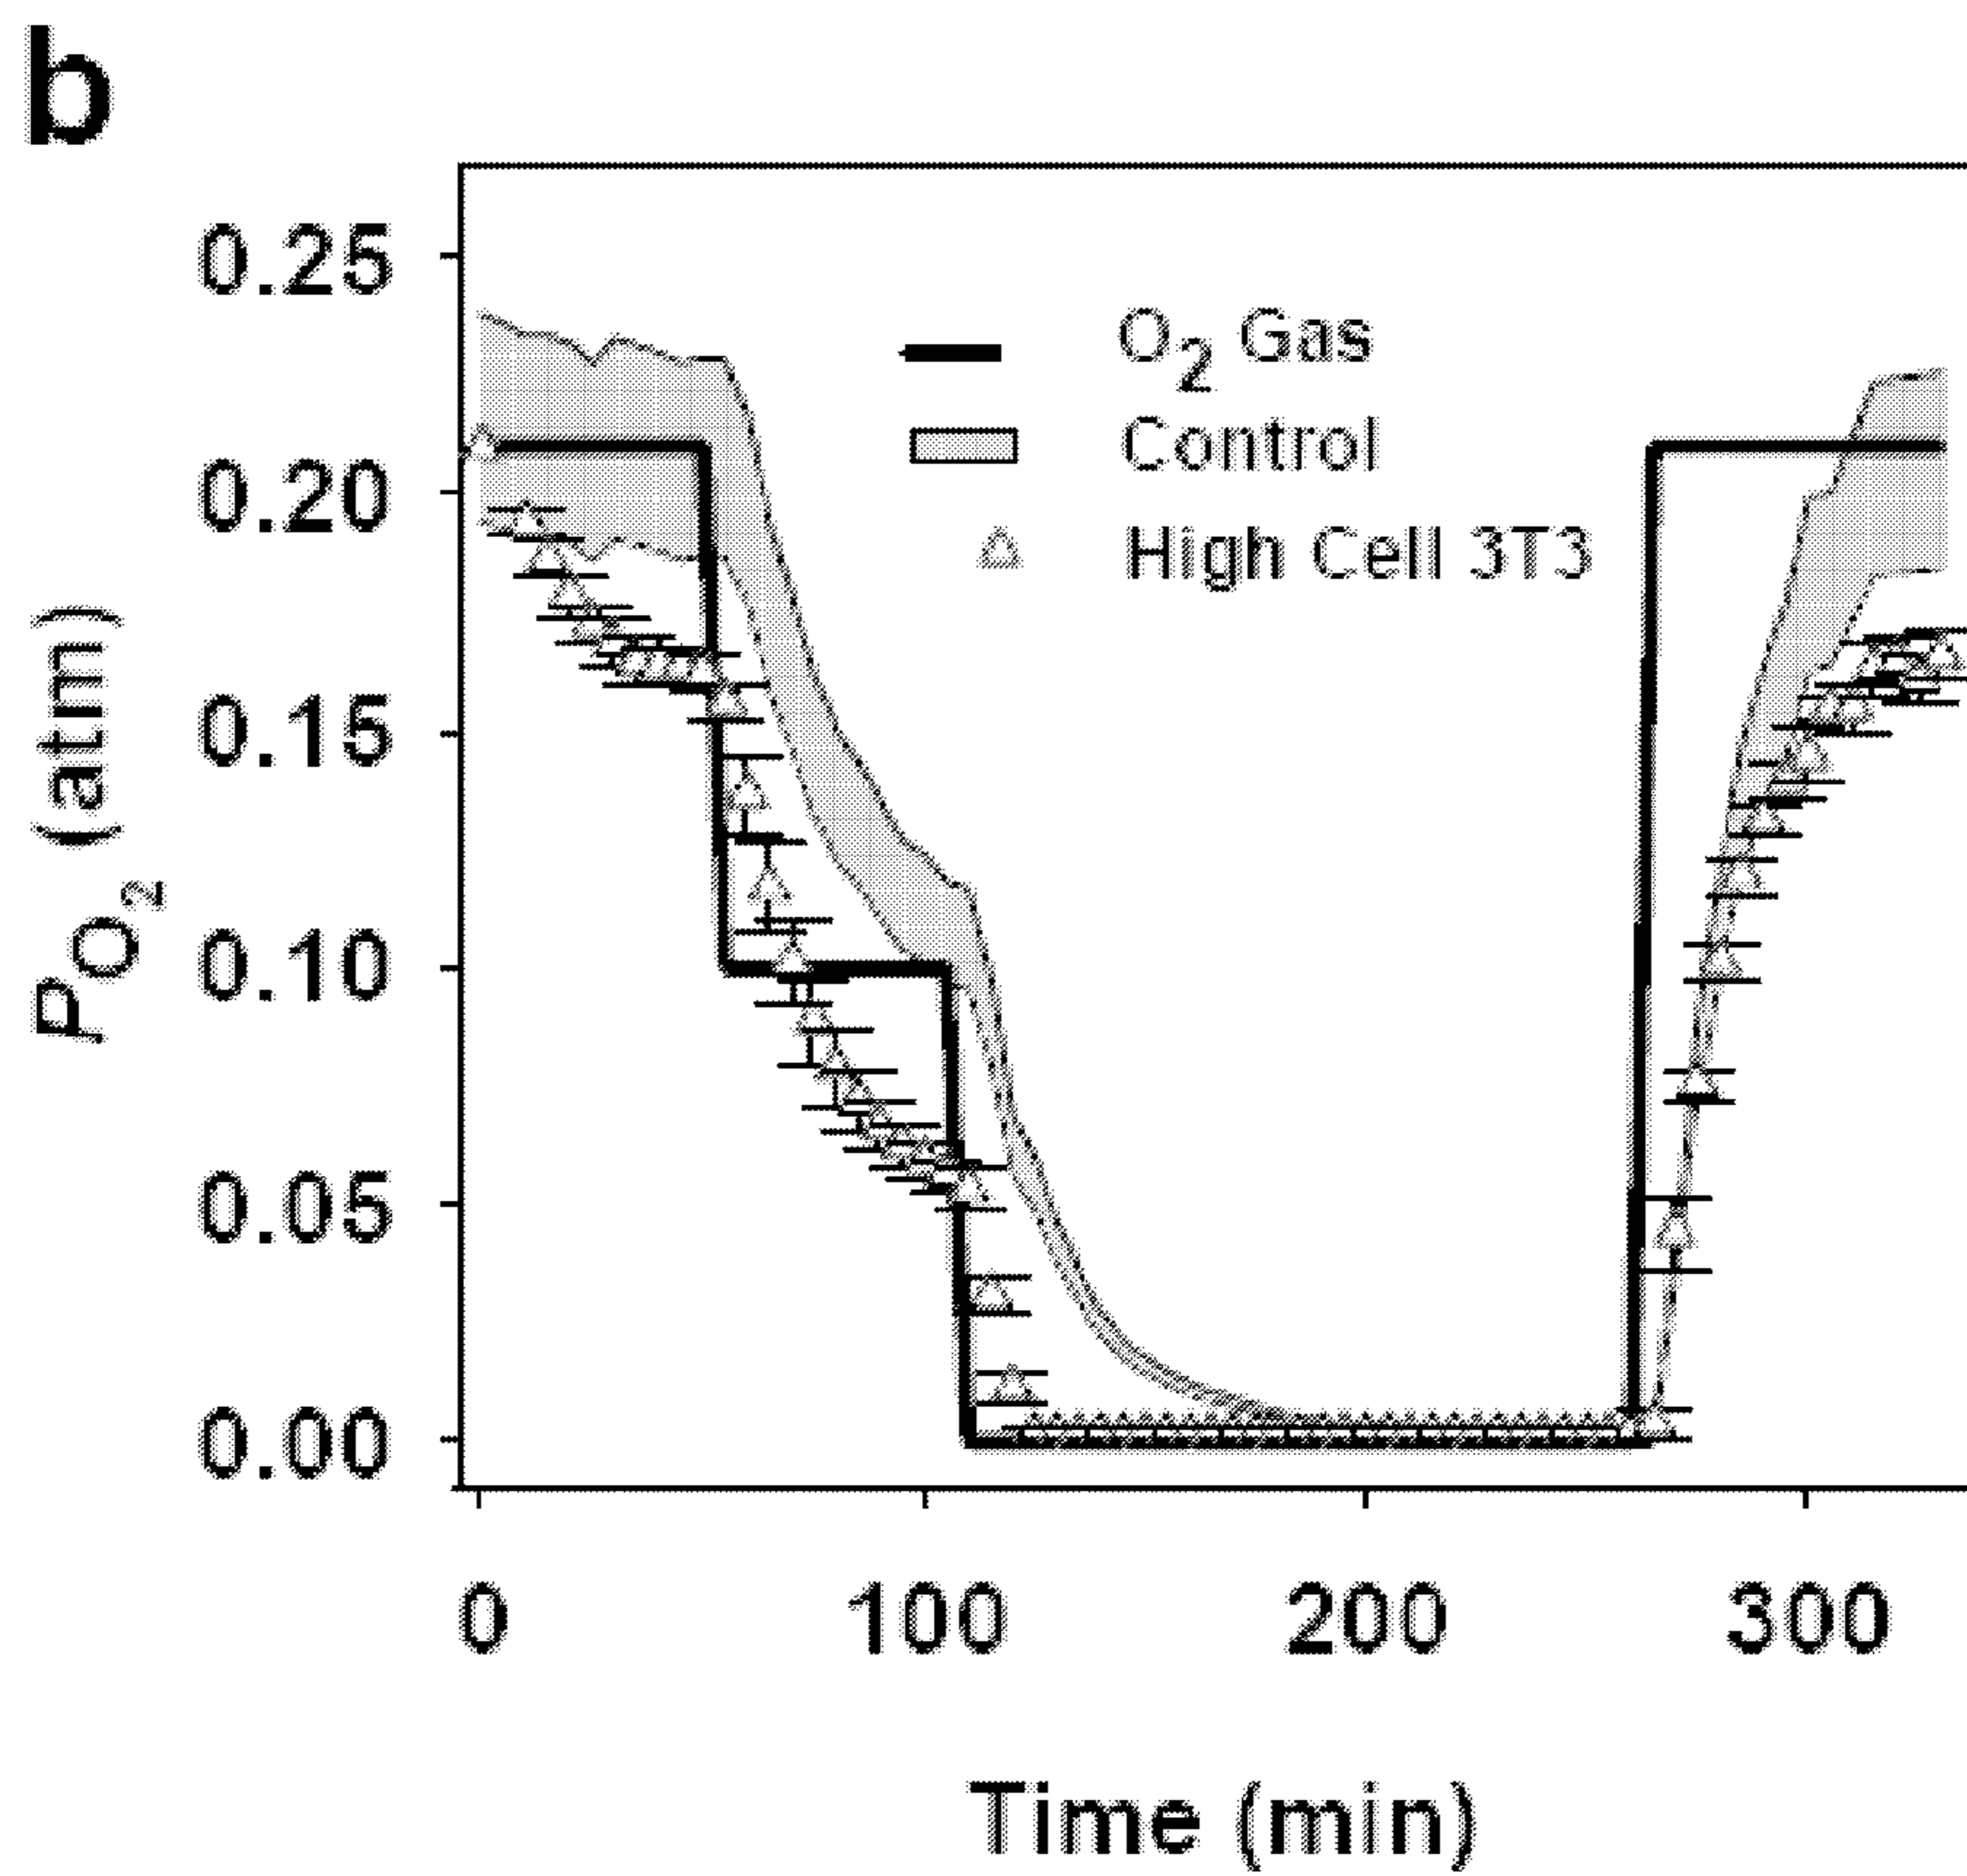 b
0.25
0.20
0.15
0.10
0.05
0.00
PO2 (atm)
O2 Gas
Control
High Cell 3T3
0 100 200 300
Time (min)